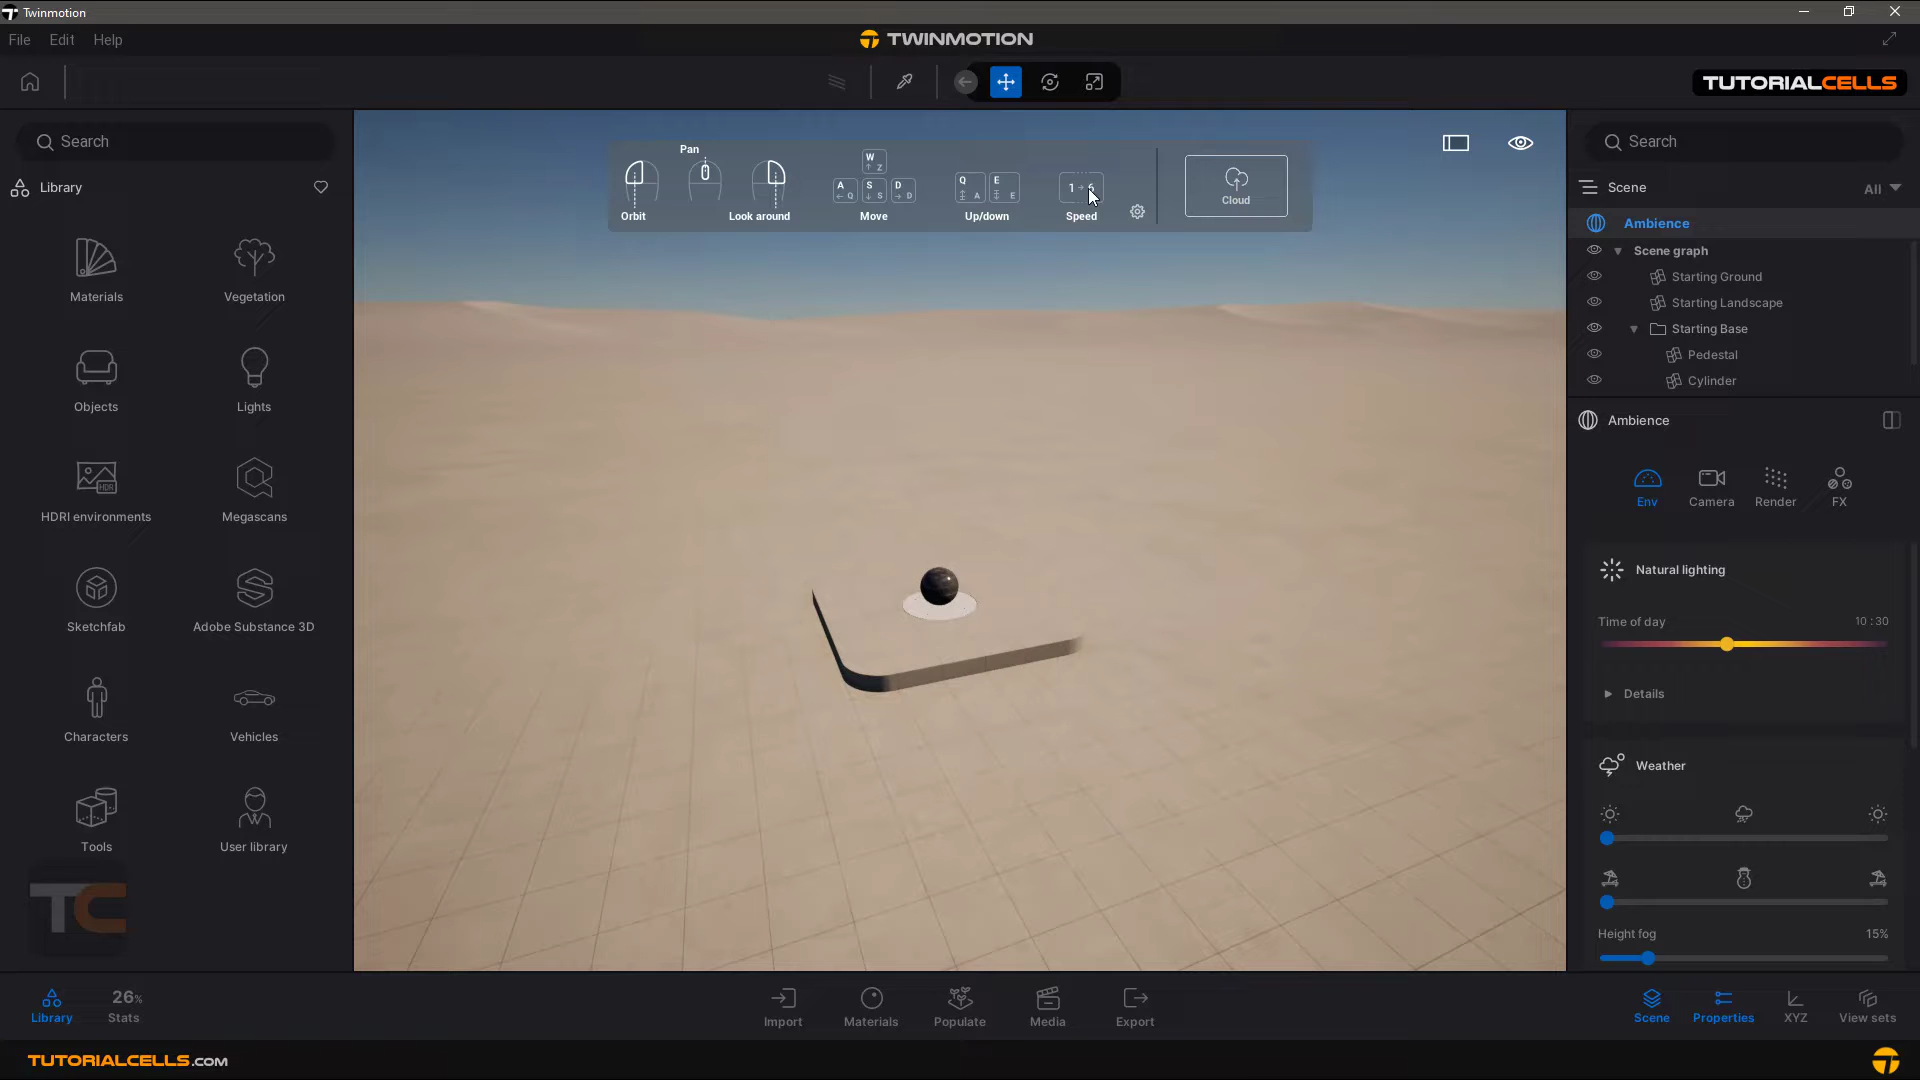 Twinmotion
File Edit Help
TWINMOTION
TUTORIALCELLS
Search
Library
Materials
Vegetation
Objects
Lights
HDR
HDRI environments
Megascans
Sketchfab
Adobe Substance 3D
Characters
Vehicles
Tools
User library
TC
Pan
Orbit
Look around
W
Z
A
Q
S
S
D
D
Move
Q
A
E
E
Up/down
1 6
Speed
Cloud
Search
Scene
All
Ambience
Scene graph
Starting Ground
Starting Landscape
Starting Base
Pedestal
Cylinder
Ambience
Env
Camera
Render
FX
Natural lighting
Time of day 10 : 30
Details
Weather
Height fog 15%
Library
26%
Stats
Import
Materials
Populate
Media
Export
Scene
Properties
XYZ
View sets
TUTORIALCELLS.COM